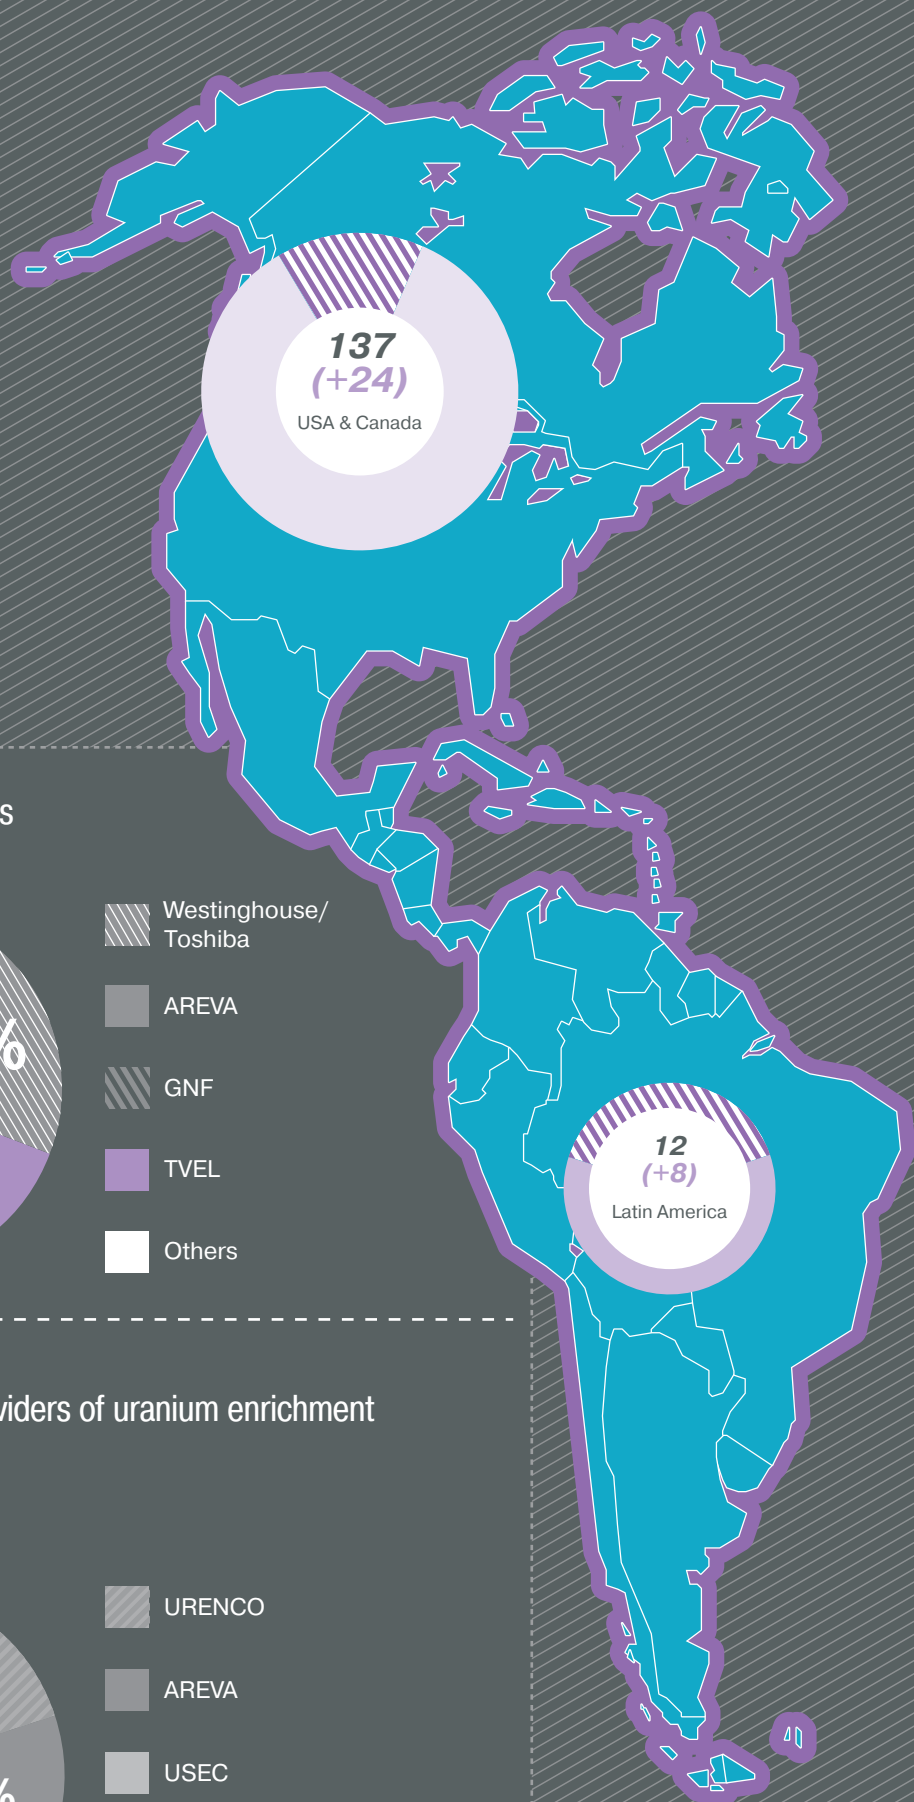 137
(+24)
USA & Canada
s
Westinghouse/
Toshiba
AREVA
%
GNF
TVEL
Others
12
(+8)
Latin America
viders of uranium enrichment
URENCO
AREVA
USEC
%